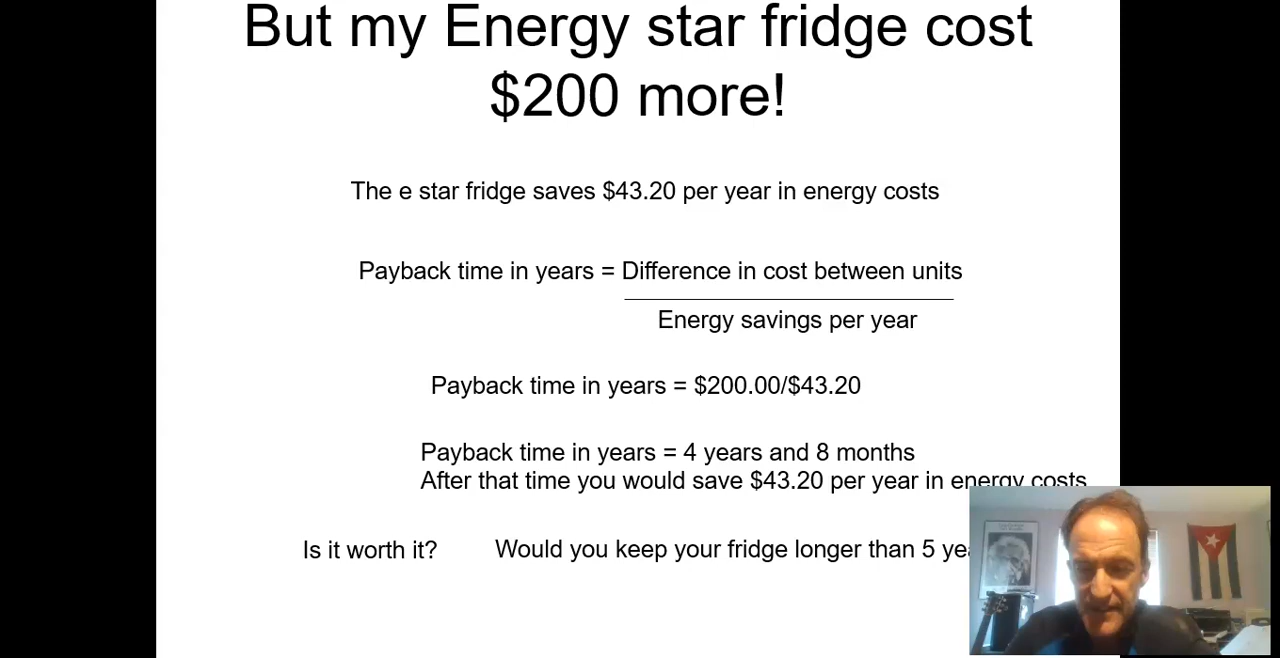 But my Energy star fridge cost
$200 more!
The e star fridge saves $43.20 per year in energy costs
Payback time in years = Difference in cost between units
Energy savings per year
Payback time in years = $200.00/$43.20
Payback time in years = 4 years and 8 months
After that time you would save $43.20 per year in energy costs
Is it worth it? Would you keep your fridge longer than 5